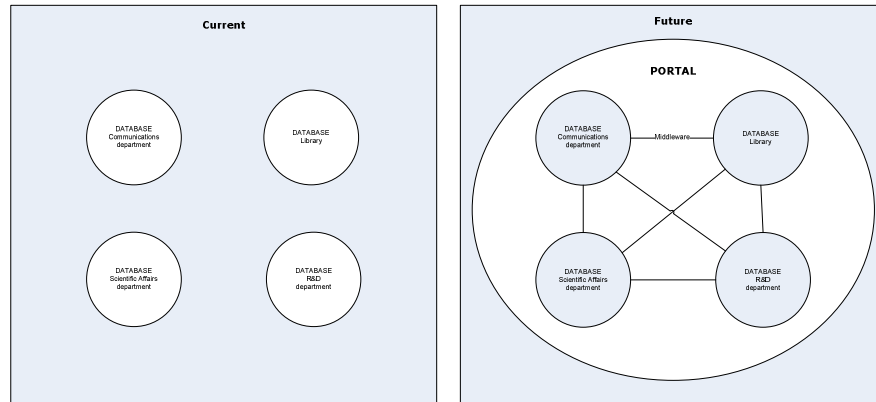 Current
DATABASE
Communications
department
DATABASE
Library
DATABASE
Scientific Affairs
department
DATABASE
R&D
department
Future
PORTAL
DATABASE
Communications
department
Middleware
DATABASE
Library
DATABASE
Scientific Affairs
department
DATABASE
R&D
department